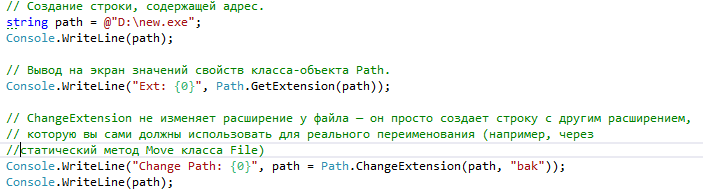 // Создание строки, содержащей адрес.
string path = @"D:\new.exe";
Console.WriteLine(path);
// Вывод на экран значений свойств класса-объекта Path.
Console.WriteLine("Ext: {0}", Path.GetExtension(path));
// ChangeExtension не изменяет расширение у файла — он просто создает строку с другим расширением,
// которую вы сами должны использовать для реального переименования (например, через
//статический метод Move класса File)
Console.WriteLine("Change Path: {0}", path = Path.ChangeExtension(path, "bak"));
Console.WriteLine(path);